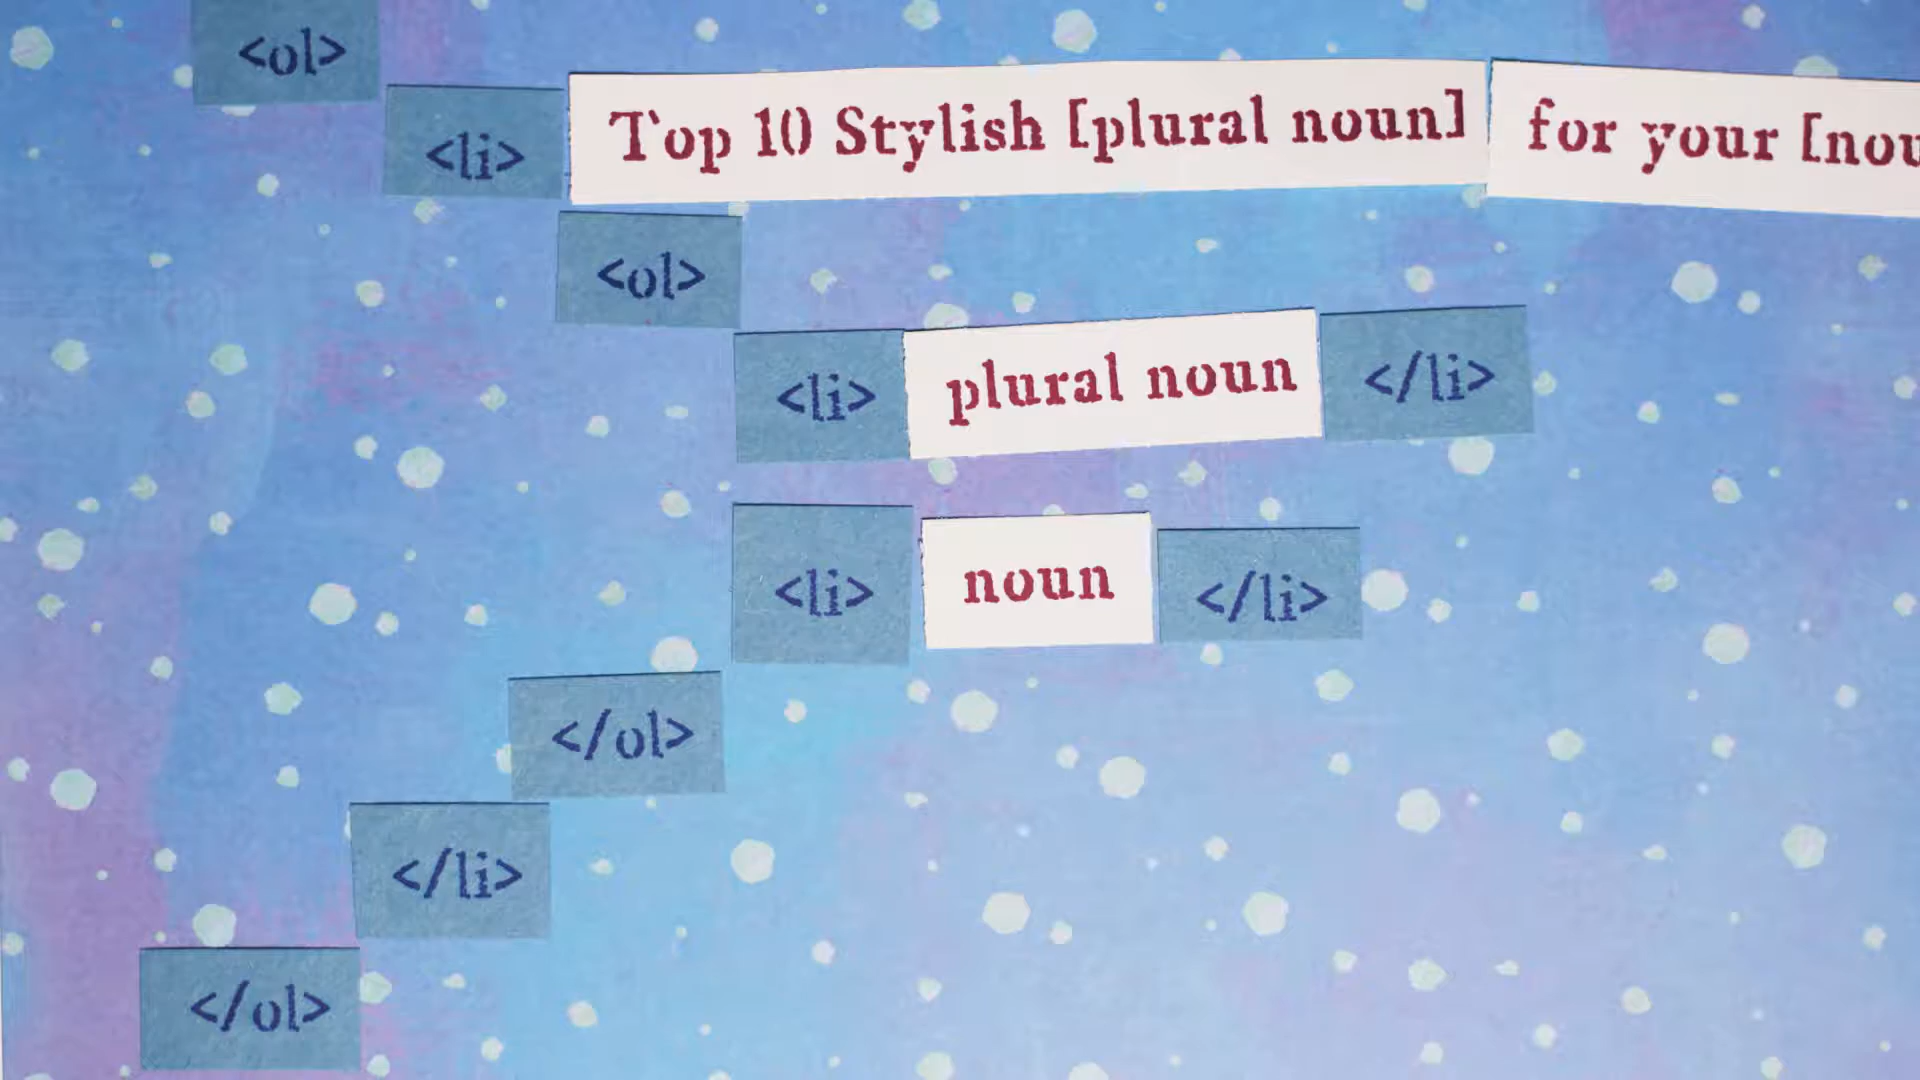 <ol>
<li> Top 10 Stylish [plural noun] for your
<ol>
<li> plural noun </li>
<li> noun </li>
</ol>
</li>
</ol>